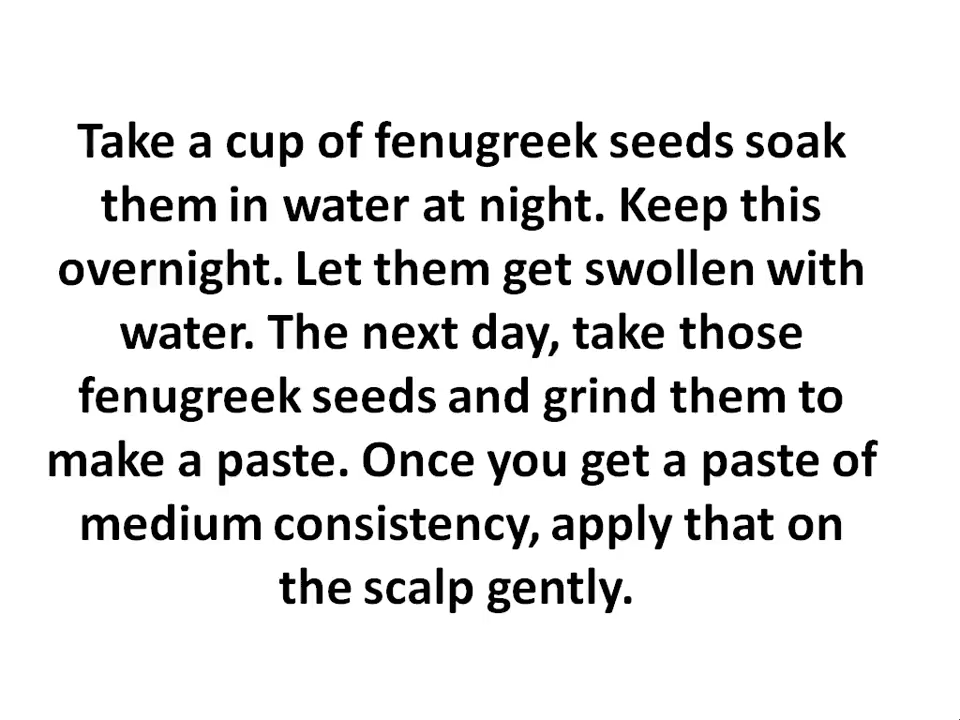 Take a cup of fenugreek seeds soak
them in water at night. Keep this
overnight. Let them get swollen with
water. The next day, take those
fenugreek seeds and grind them to
make a paste. Once you get a paste of
medium consistency, apply that on
the scalp gently.